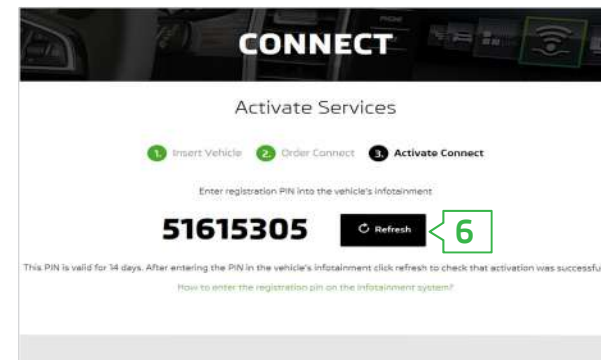 CONNECT
Activate Services
1. Insert Vehicle 2. Order Connect 3. Activate Connect
Enter registration PIN into the vehicle's infotainment
51615305 Refresh 6
This PIN is valid for 14 days. After entering the PIN in the vehicle's infotainment click refresh to check that activation was successfu
How to enter the registration pin on the infotainment system?